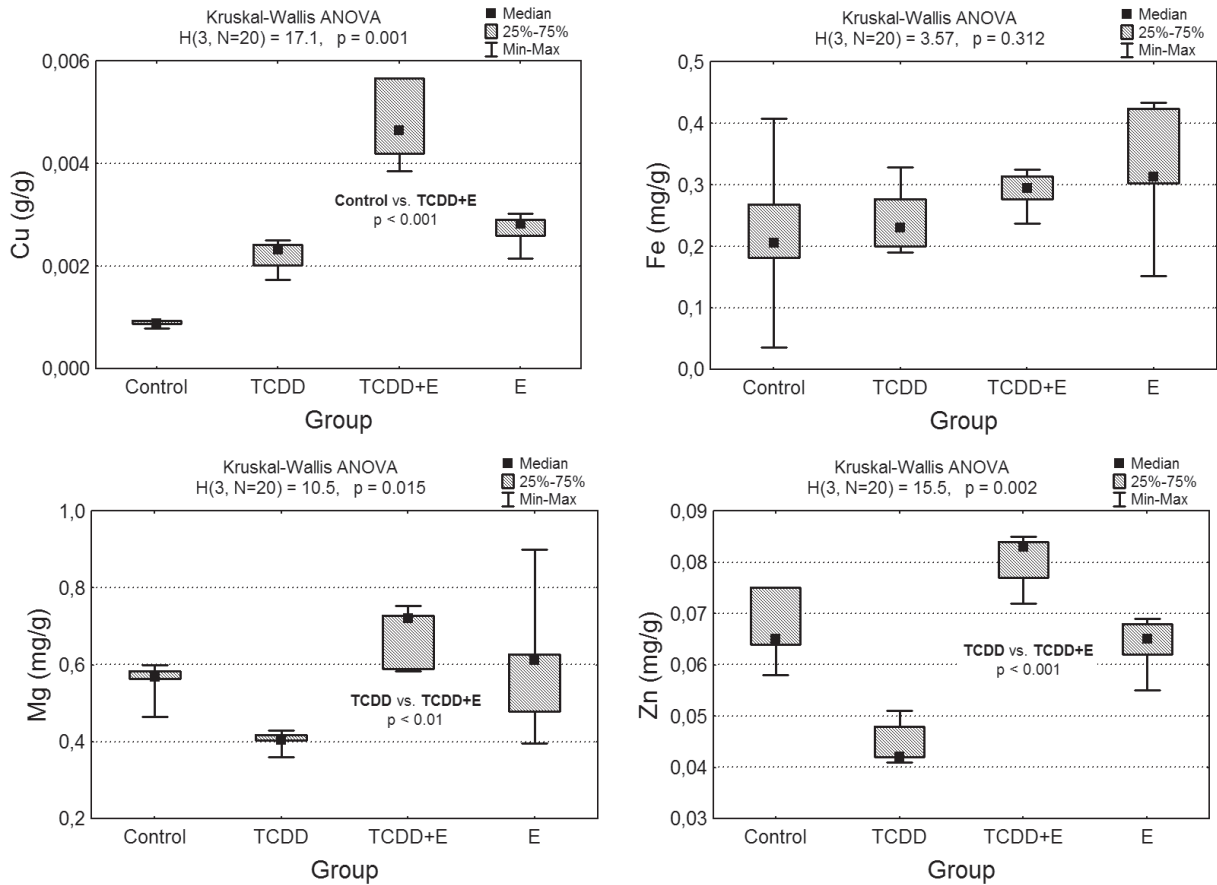 Kruskal-Wallis ANOVA
H(3, N=20) = 17.1, p = 0.001
Median
25%-75%
Min-Max
0,006
0,004
0,002
0,000
Cu (g/g)
Control vs. TCDD+E
p < 0.001
Control TCDD TCDD+E E
Group
Kruskal-Wallis ANOVA
H(3, N=20) = 3.57, p = 0.312
Median
25%-75%
Min-Max
0,5
0,4
0,3
0,2
0,1
0,0
Fe (mg/g)
Control TCDD TCDD+E E
Group
Kruskal-Wallis ANOVA
H(3, N=20) = 10.5, p = 0.015
Median
25%-75%
Min-Max
1,0
0,8
0,6
0,4
0,2
Mg (mg/g)
TCDD vs. TCDD+E
p < 0.01
Control TCDD TCDD+E E
Group
Kruskal-Wallis ANOVA
H(3, N=20) = 15.5, p = 0.002
Median
25%-75%
Min-Max
0,09
0,08
0,07
0,06
0,05
0,04
0,03
Zn (mg/g)
TCDD vs. TCDD+E
p < 0.001
Control TCDD TCDD+E E
Group